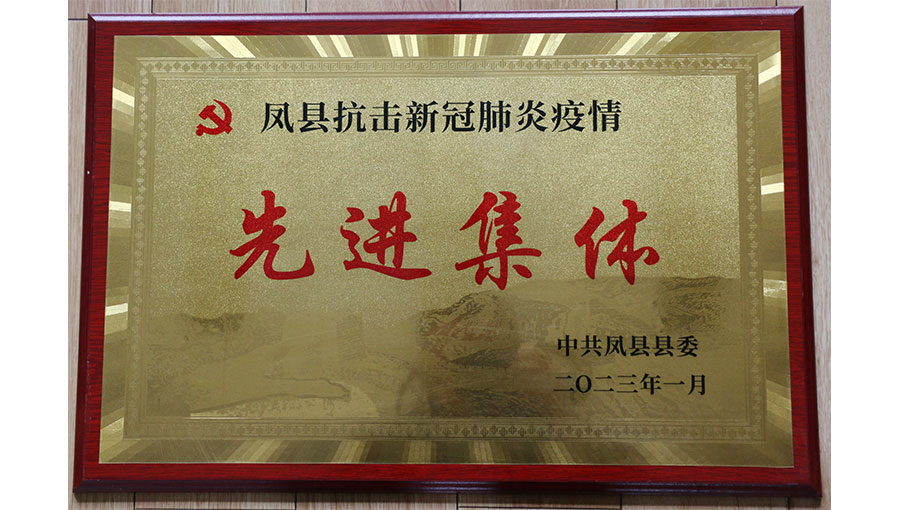 凤县抗击新冠肺炎疫情
先进集体
中共凤县县委
二〇二三年一月